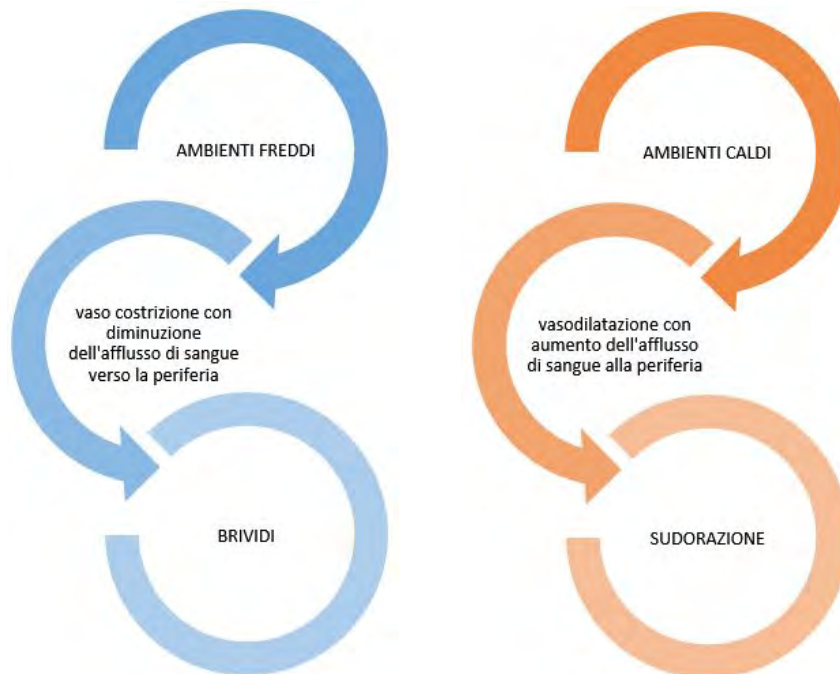 AMBIENTI FREDDI
vaso costrizione con
diminuzione
dell'afflusso di sangue
verso la periferia
BRIVIDI
AMBIENTI CALDI
vasodilatazione con
aumento dell'afflusso
di sangue alla periferia
SUDORAZIONE